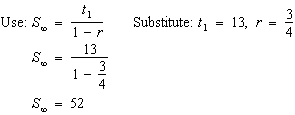 Use: S∞ = t₁ / (1 − r) Substitute: t₁ = 13, r = 3/4
S∞ = 13 / (1 − 3/4)
S∞ = 52